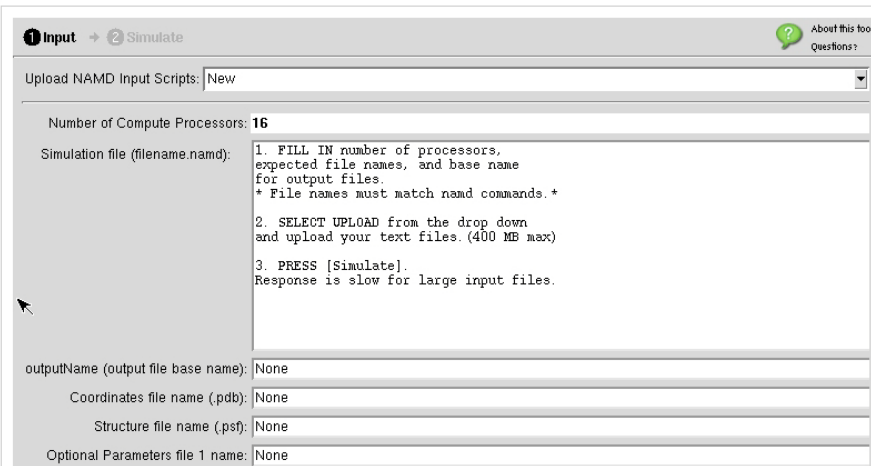 1 Input → 2 Simulate
About this too
Questions?
Upload NAMD Input Scripts: New
Number of Compute Processors: 16
Simulation file (filename.namd):
1. FILL IN number of processors,
expected file names, and base name
for output files.
* File names must match namd commands.*
2. SELECT UPLOAD from the drop down
and upload your text files.(400 MB max)
3. PRESS [Simulate].
Response is slow for large input files.
outputName (output file base name): None
Coordinates file name (.pdb): None
Structure file name (.psf): None
Optional Parameters file 1 name: None